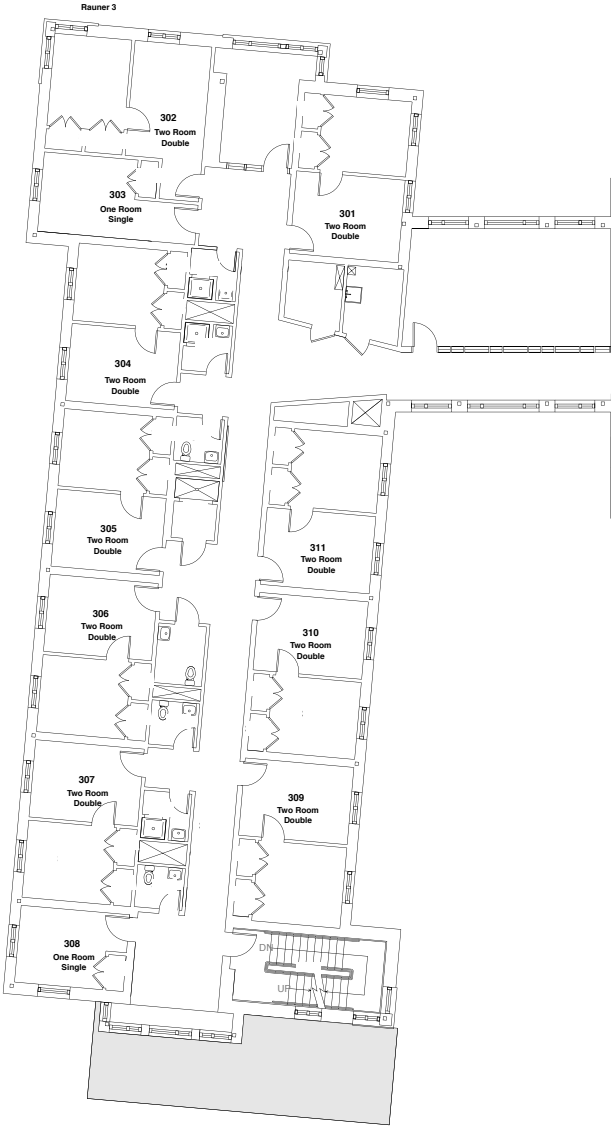 Rauner 3
302
Two Room
Double
303
One Room
Single
301
Two Room
Double
304
Two Room
Double
305
Two Room
Double
311
Two Room
Double
306
Two Room
Double
310
Two Room
Double
307
Two Room
Double
309
Two Room
Double
308
One Room
Single
DN
UP